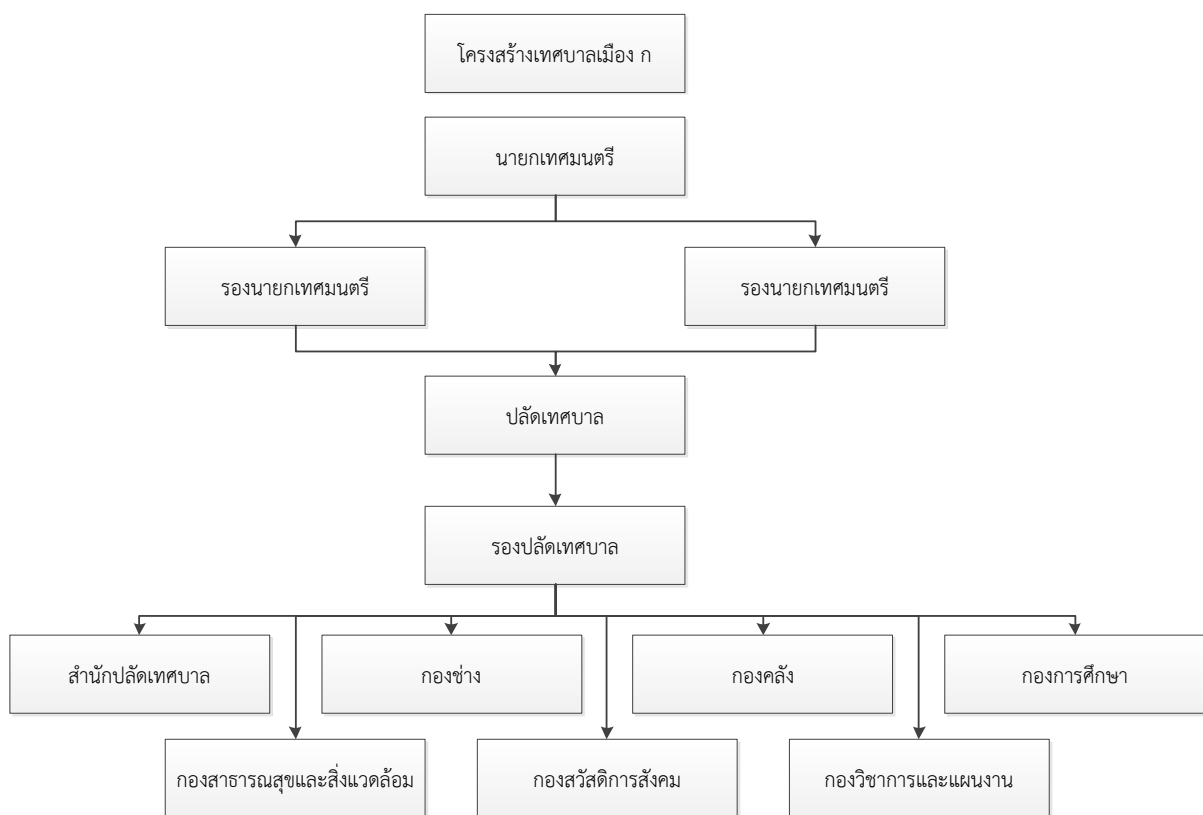 โครงสร้างเทศบาลเมือง ก
นายกเทศมนตรี
รองนายกเทศมนตรี
รองนายกเทศมนตรี
ปลัดเทศบาล
รองปลัดเทศบาล
สำนักปลัดเทศบาล
กองช่าง
กองคลัง
กองการศึกษา
กองสาธารณสุขและสิ่งแวดล้อม
กองสวัสดิการสังคม
กองวิชาการและแผนงาน